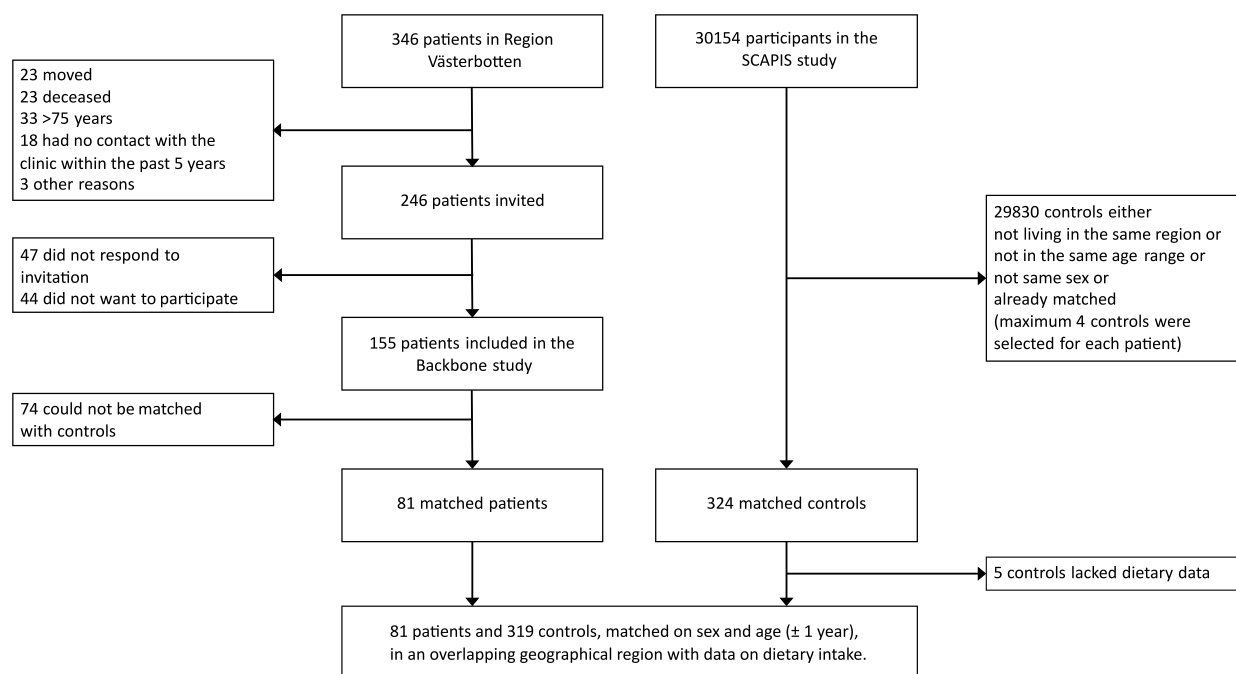 346 patients in Region
Västerbotten
30154 participants in the
SCAPIS study
23 moved
23 deceased
33 >75 years
18 had no contact with the
clinic within the past 5 years
3 other reasons
246 patients invited
29830 controls either
not living in the same region or
not in the same age range or
not same sex or
already matched
(maximum 4 controls were
selected for each patient)
47 did not respond to
invitation
44 did not want to participate
155 patients included in the
Backbone study
74 could not be matched
with controls
81 matched patients
324 matched controls
5 controls lacked dietary data
81 patients and 319 controls, matched on sex and age (± 1 year),
in an overlapping geographical region with data on dietary intake.